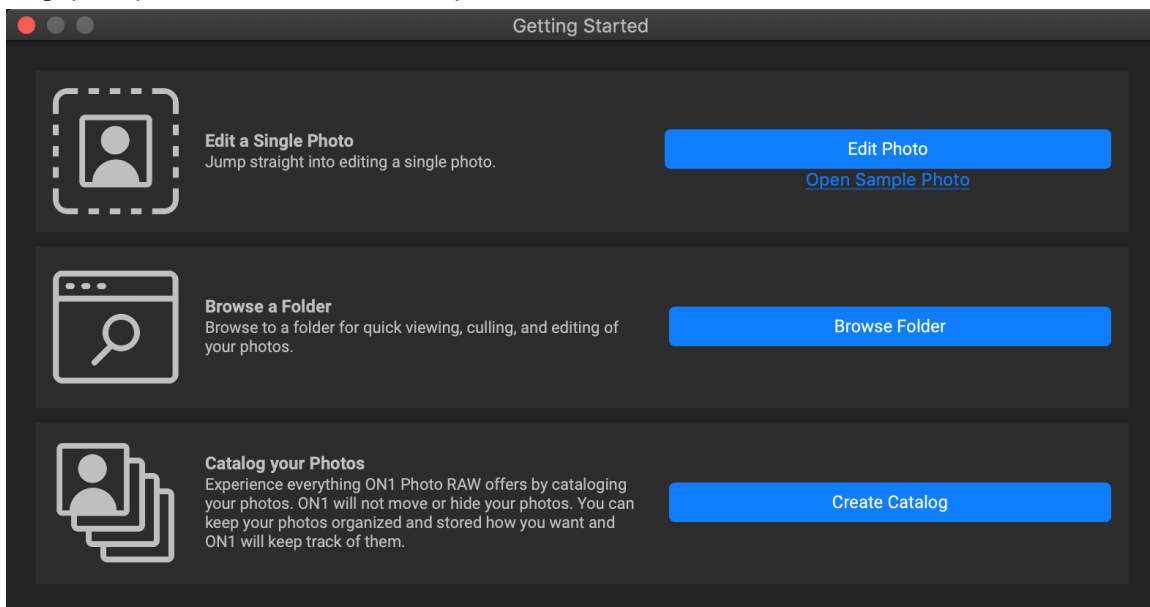 Getting Started
Edit a Single Photo
Jump straight into editing a single photo.
Edit Photo
Open Sample Photo
Browse a Folder
Browse to a folder for quick viewing, culling, and editing of
your photos.
Browse Folder
Catalog your Photos
Experience everything ON1 Photo RAW offers by cataloging
your photos. ON1 will not move or hide your photos. You can
keep your photos organized and stored how you want and
ON1 will keep track of them.
Create Catalog